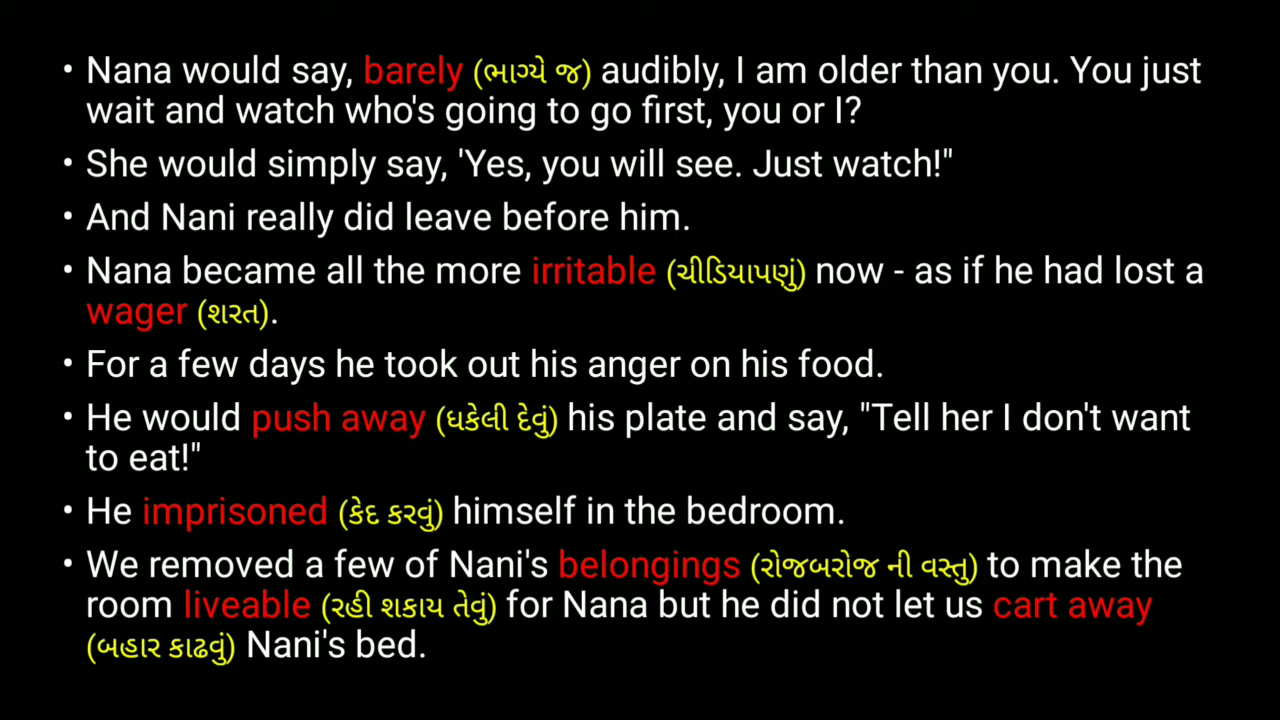 • Nana would say, barely (ભાગ્યે જ) audibly, I am older than you. You just
wait and watch who's going to go first, you or I?
• She would simply say, 'Yes, you will see. Just watch!"
• And Nani really did leave before him.
• Nana became all the more irritable (ચીડિયાપણું) now - as if he had lost a
wager (શરત).
• For a few days he took out his anger on his food.
• He would push away (ધકેલી દેવું) his plate and say, "Tell her I don't want
to eat!"
• He imprisoned (કેદ કરવું) himself in the bedroom.
• We removed a few of Nani's belongings (રોજબરોજ ની વસ્તુ) to make the
room liveable (રહી શકાય તેવું) for Nana but he did not let us cart away
(બહાર કાઢવું) Nani's bed.